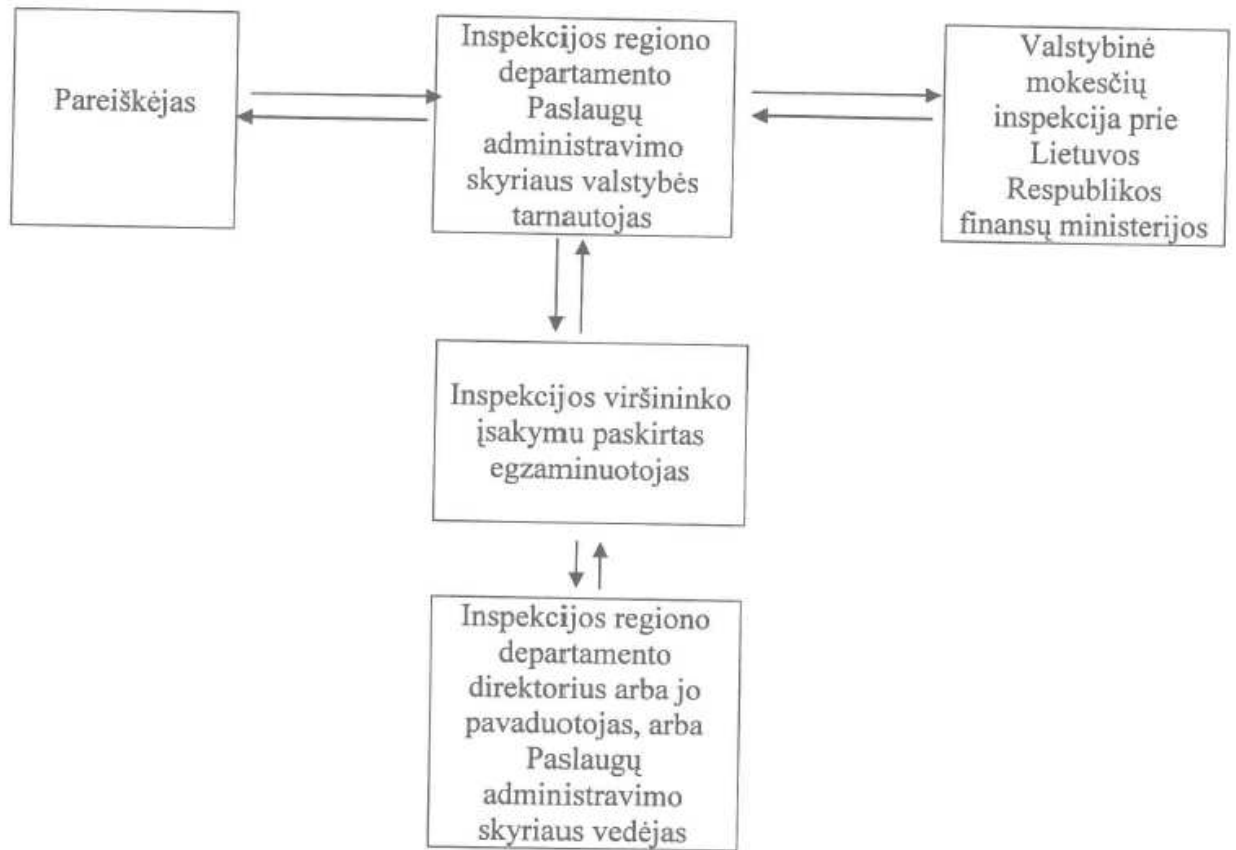 Pareiškėjas
Inspekcijos regiono
departamento
Paslaugų
administravimo
skyriaus valstybės
tarnautojas
Valstybinė
mokesčių
inspekcija prie
Lietuvos
Respublikos
finansų ministerijos
Inspekcijos viršininko
įsakymu paskirtas
egzaminuotojas
Inspekcijos regiono
departamento
direktorius arba jo
pavaduotojas, arba
Paslaugų
administravimo
skyriaus vedėjas